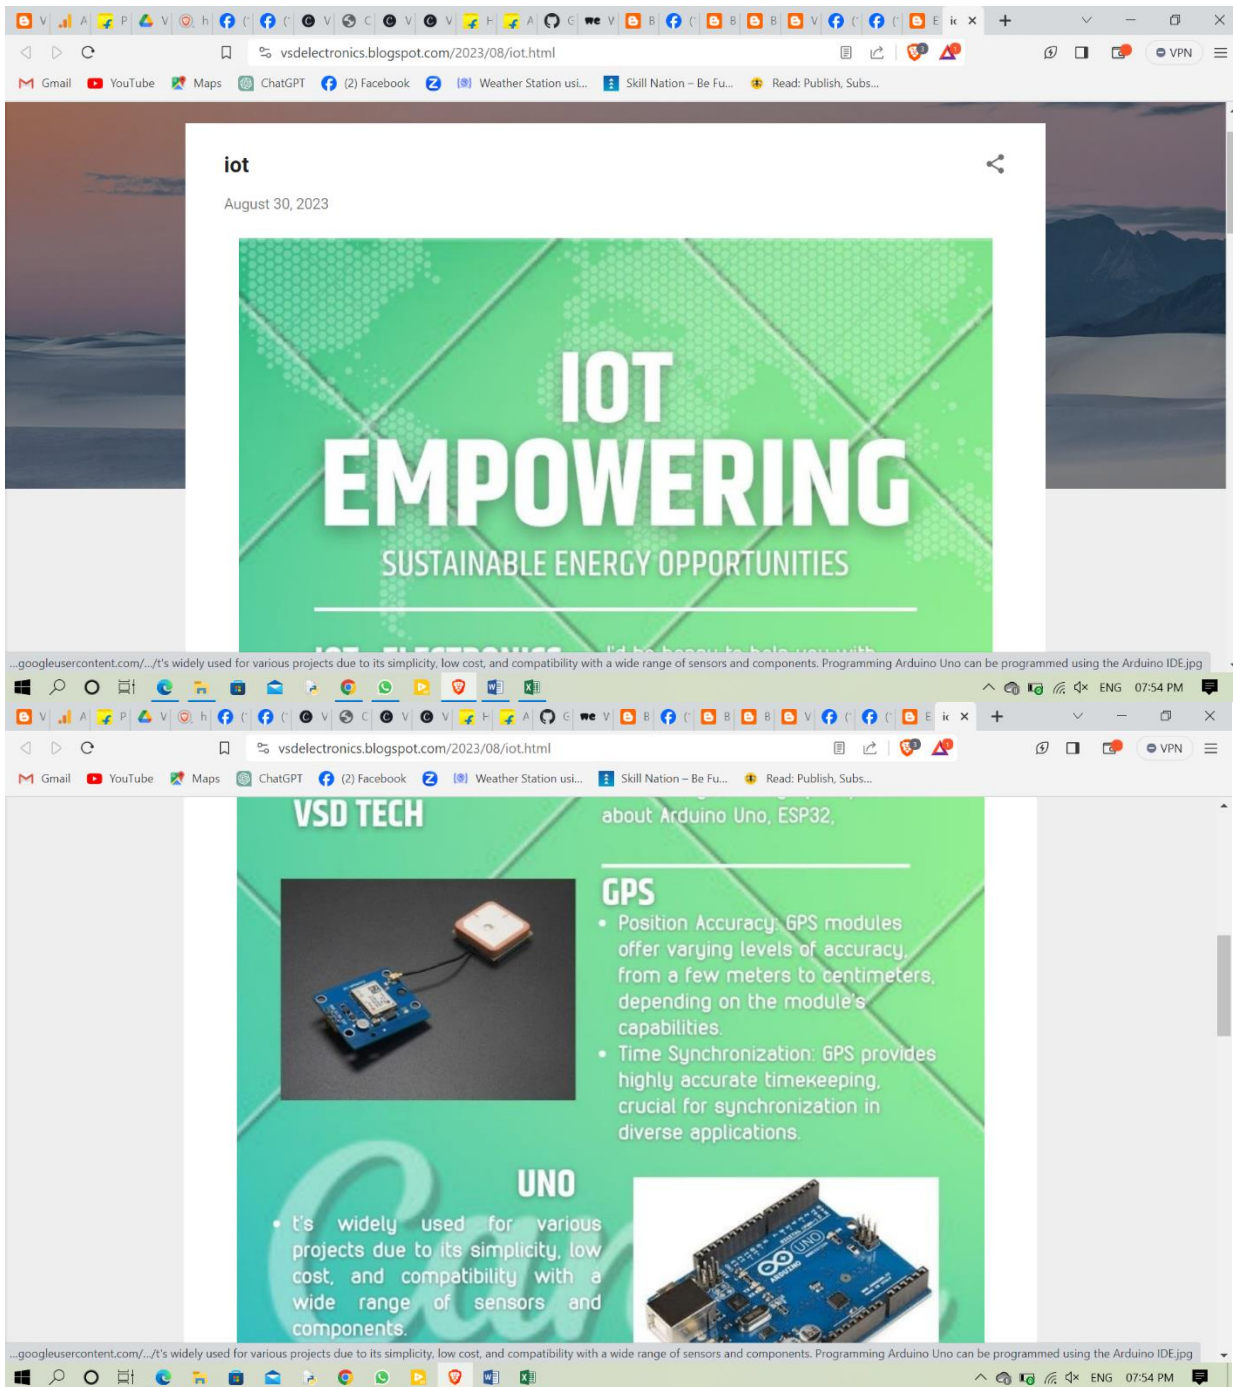 vsdelectronics.blogspot.com/2023/08/iot.html
VPN
Gmail YouTube Maps ChatGPT (2) Facebook Weather Station usi... Skill Nation – Be Fu... Read: Publish, Subs...
iot
August 30, 2023
IOT
EMPOWERING
SUSTAINABLE ENERGY OPPORTUNITIES
...googleusercontent.com/.../t's widely used for various projects due to its simplicity, low cost, and compatibility with a wide range of sensors and components. Programming Arduino Uno can be programmed using the Arduino IDE.jpg
ENG 07:54 PM
vsdelectronics.blogspot.com/2023/08/iot.html
VPN
Gmail YouTube Maps ChatGPT (2) Facebook Weather Station usi... Skill Nation – Be Fu... Read: Publish, Subs...
VSD TECH
about Arduino Uno, ESP32,
GPS
• Position Accuracy: GPS modules
offer varying levels of accuracy,
from a few meters to centimeters,
depending on the module's
capabilities.
• Time Synchronization: GPS provides
highly accurate timekeeping,
crucial for synchronization in
diverse applications.
UNO
• t's widely used for various
projects due to its simplicity, low
cost, and compatibility with a
wide range of sensors and
components.
UNO
ARDUINO
...googleusercontent.com/.../t's widely used for various projects due to its simplicity, low cost, and compatibility with a wide range of sensors and components. Programming Arduino Uno can be programmed using the Arduino IDE.jpg
ENG 07:54 PM